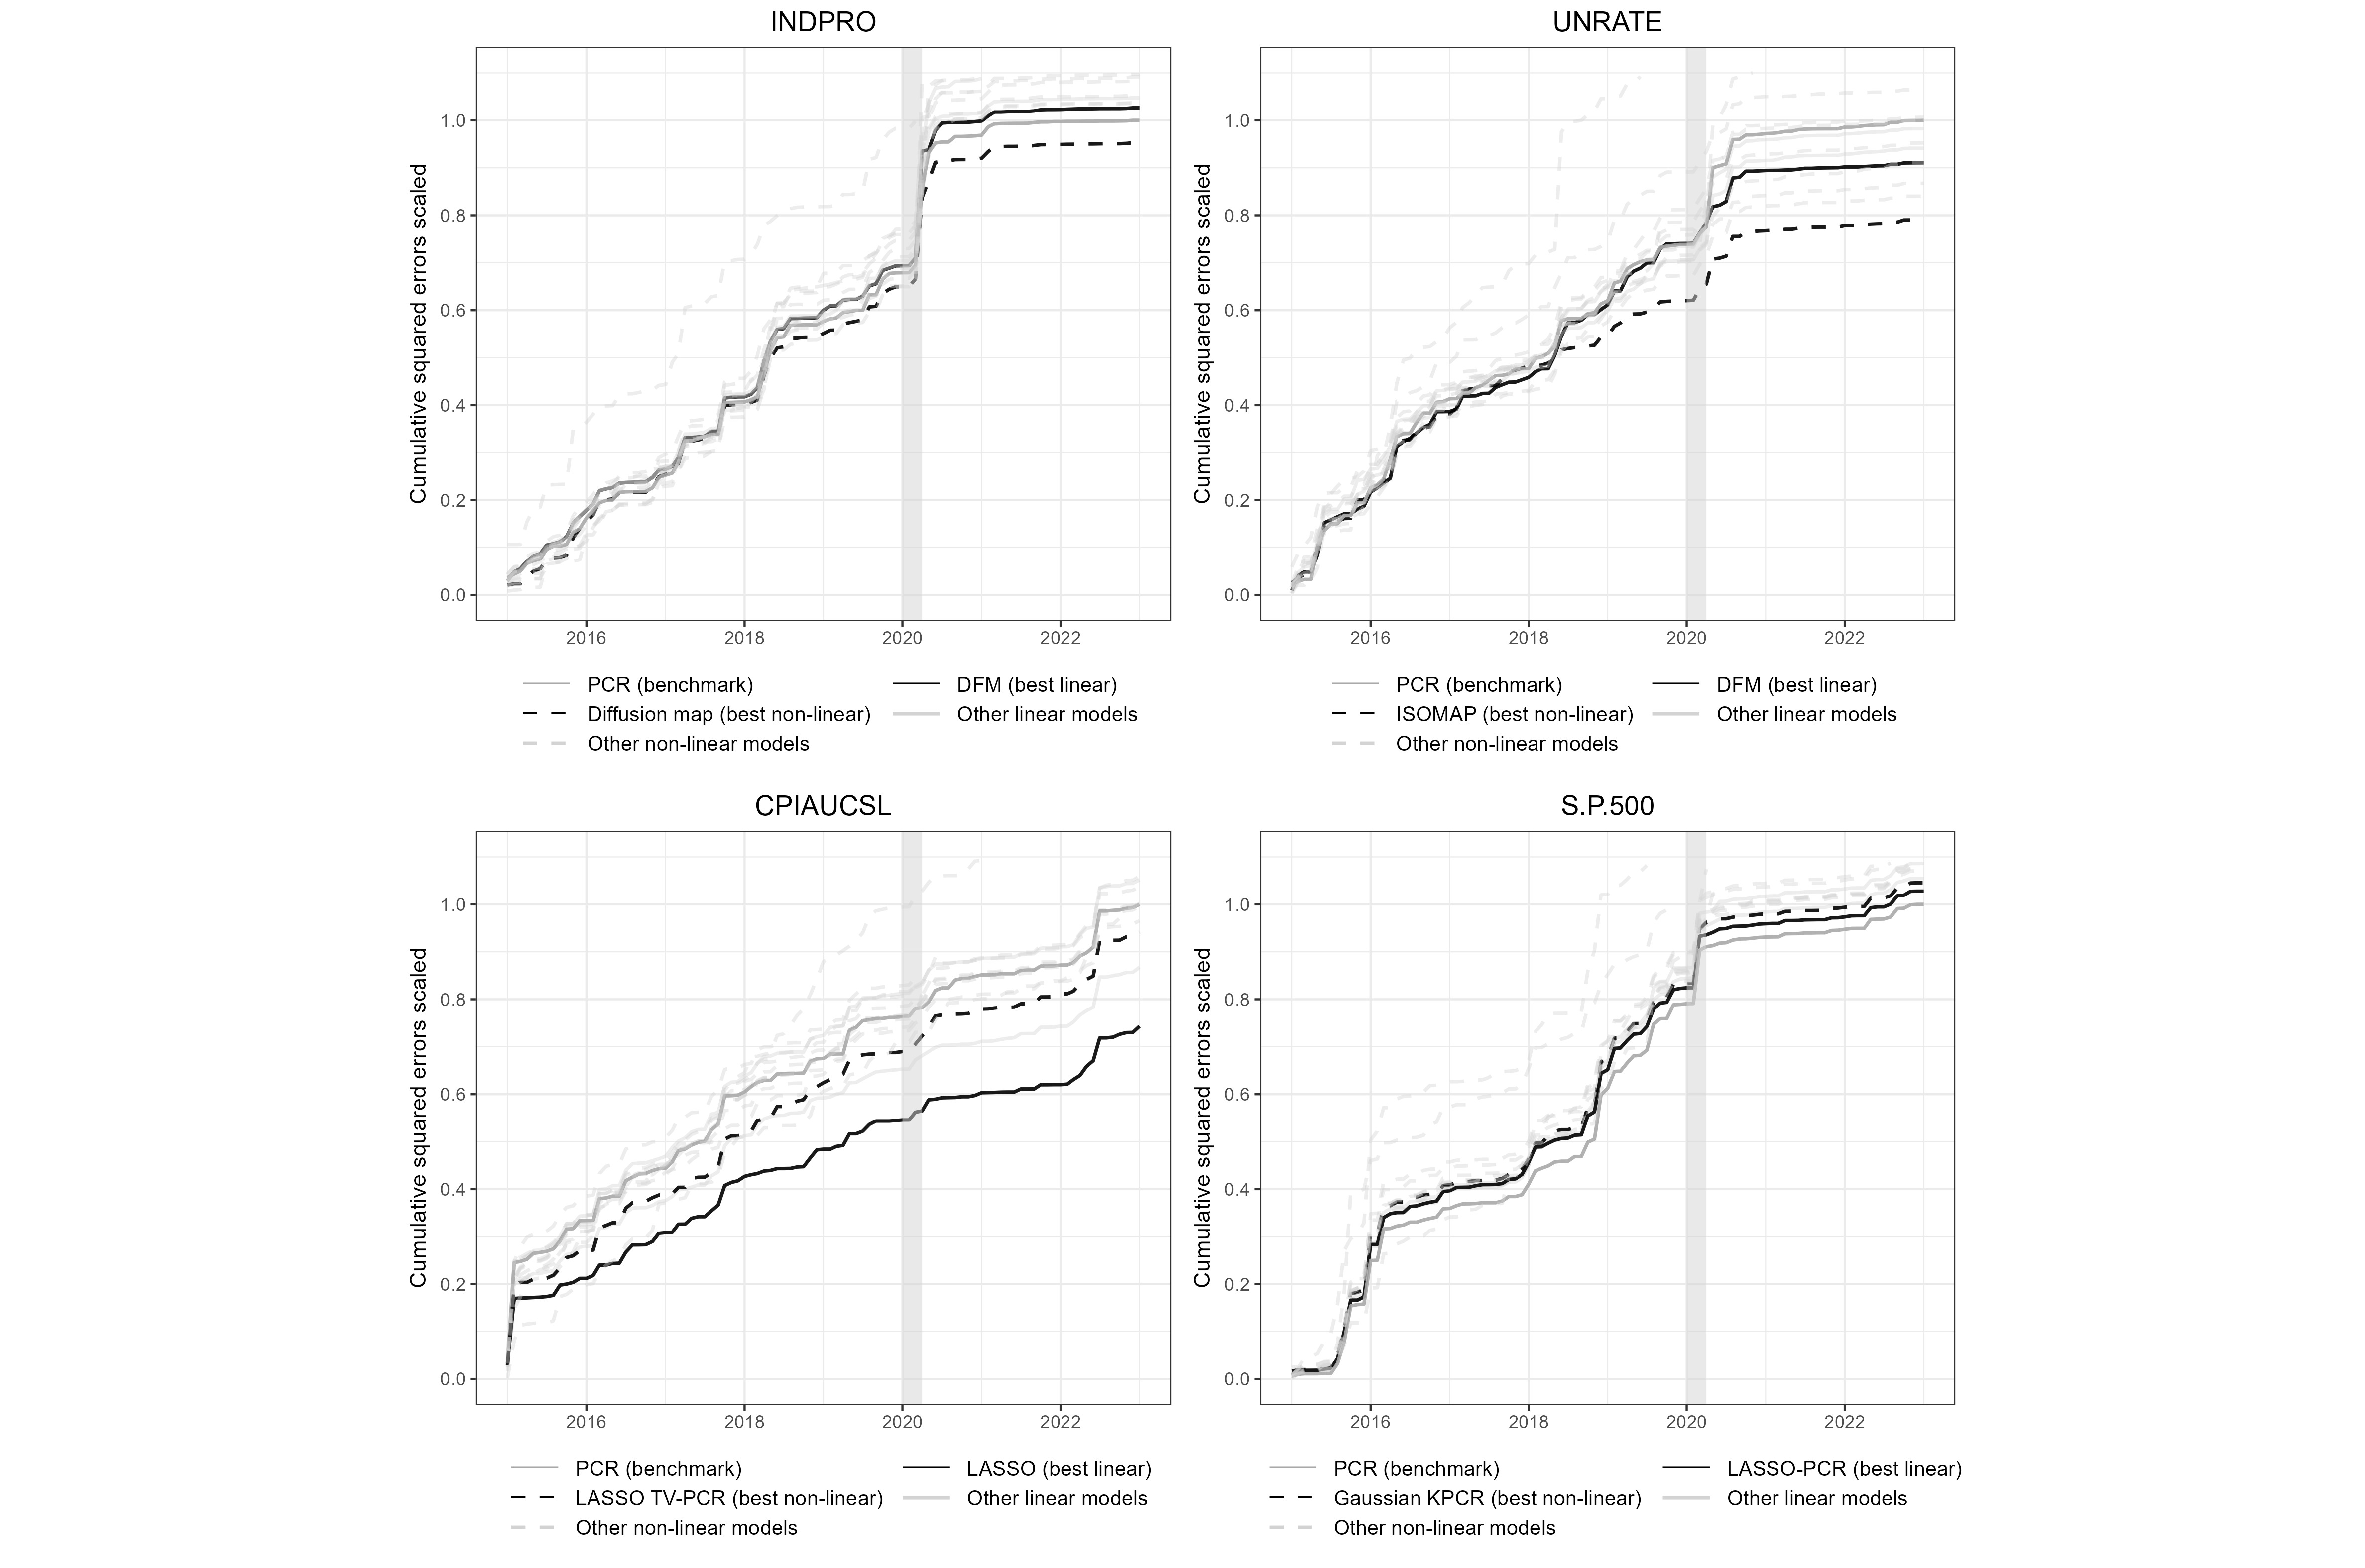 INDPRO
Cumulative squared errors scaled
1.0
0.8
0.6
0.4
0.2
0.0
2016 2018 2020 2022
PCR (benchmark) DFM (best linear)
Diffusion map (best non-linear) Other linear models
Other non-linear models
UNRATE
Cumulative squared errors scaled
1.0
0.8
0.6
0.4
0.2
0.0
2016 2018 2020 2022
PCR (benchmark) DFM (best linear)
ISOMAP (best non-linear) Other linear models
Other non-linear models
CPIAUCSL
Cumulative squared errors scaled
1.0
0.8
0.6
0.4
0.2
0.0
2016 2018 2020 2022
PCR (benchmark) LASSO (best linear)
LASSO TV-PCR (best non-linear) Other linear models
Other non-linear models
S.P.500
Cumulative squared errors scaled
1.0
0.8
0.6
0.4
0.2
0.0
2016 2018 2020 2022
PCR (benchmark) LASSO-PCR (best linear)
Gaussian KPCR (best non-linear) Other linear models
Other non-linear models